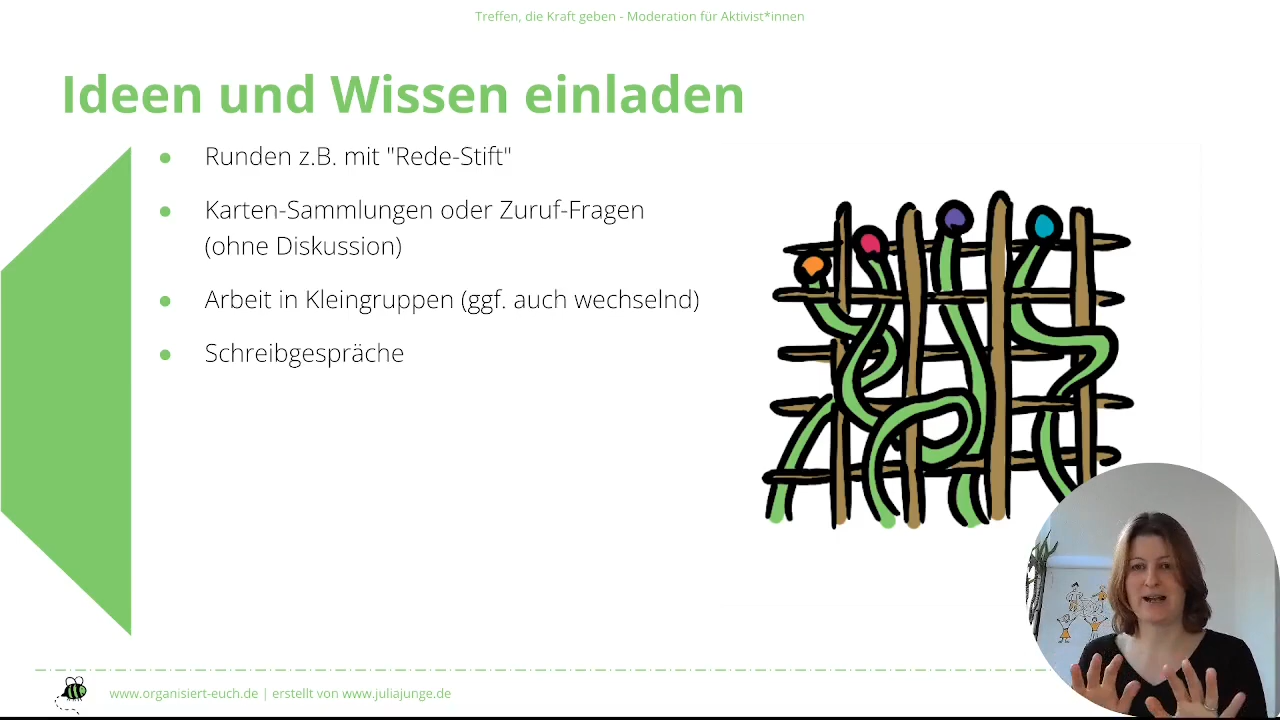 Treffen, die Kraft geben - Moderation für Aktivist*innen
Ideen und Wissen einladen
● Runden z.B. mit "Rede-Stift"
● Karten-Sammlungen oder Zuruf-Fragen
(ohne Diskussion)
● Arbeit in Kleingruppen (ggf. auch wechselnd)
● Schreibgespräche
www.organisiert-euch.de | erstellt von www.juliajunge.de